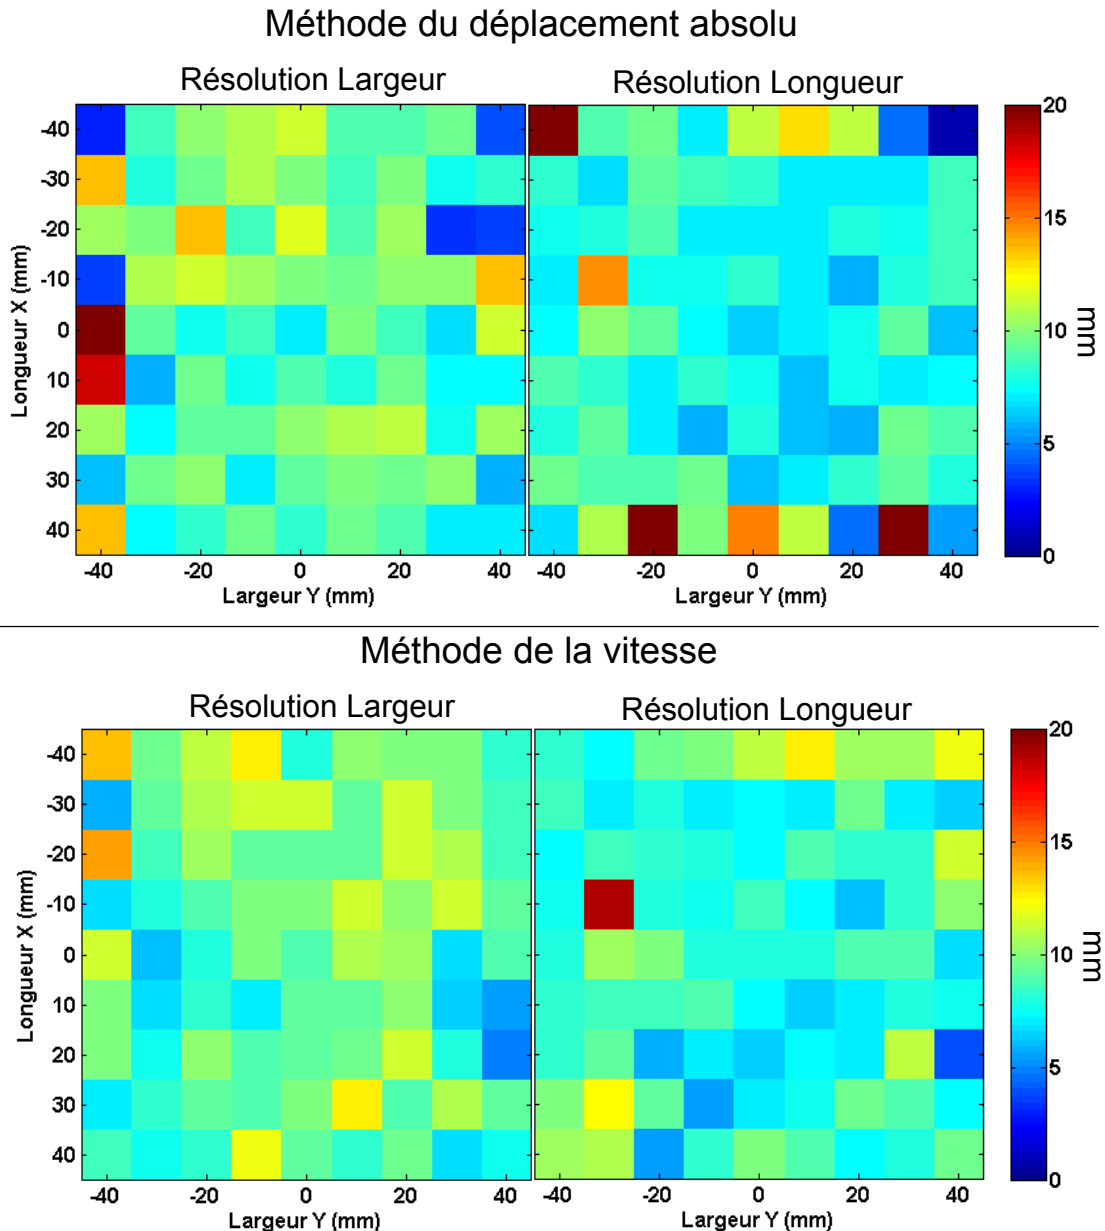 Méthode du déplacement absolu
Résolution Largeur
Résolution Longueur
Longueur X (mm)
-40
-30
-20
-10
0
10
20
30
40
-40 -20 0 20 40
Largeur Y (mm)
-40 -20 0 20 40
Largeur Y (mm)
20
15
10
5
0
mm
Méthode de la vitesse
Résolution Largeur
Résolution Longueur
Longueur X (mm)
-40
-30
-20
-10
0
10
20
30
40
-40 -20 0 20 40
Largeur Y (mm)
-40 -20 0 20 40
Largeur Y (mm)
20
15
10
5
0
mm